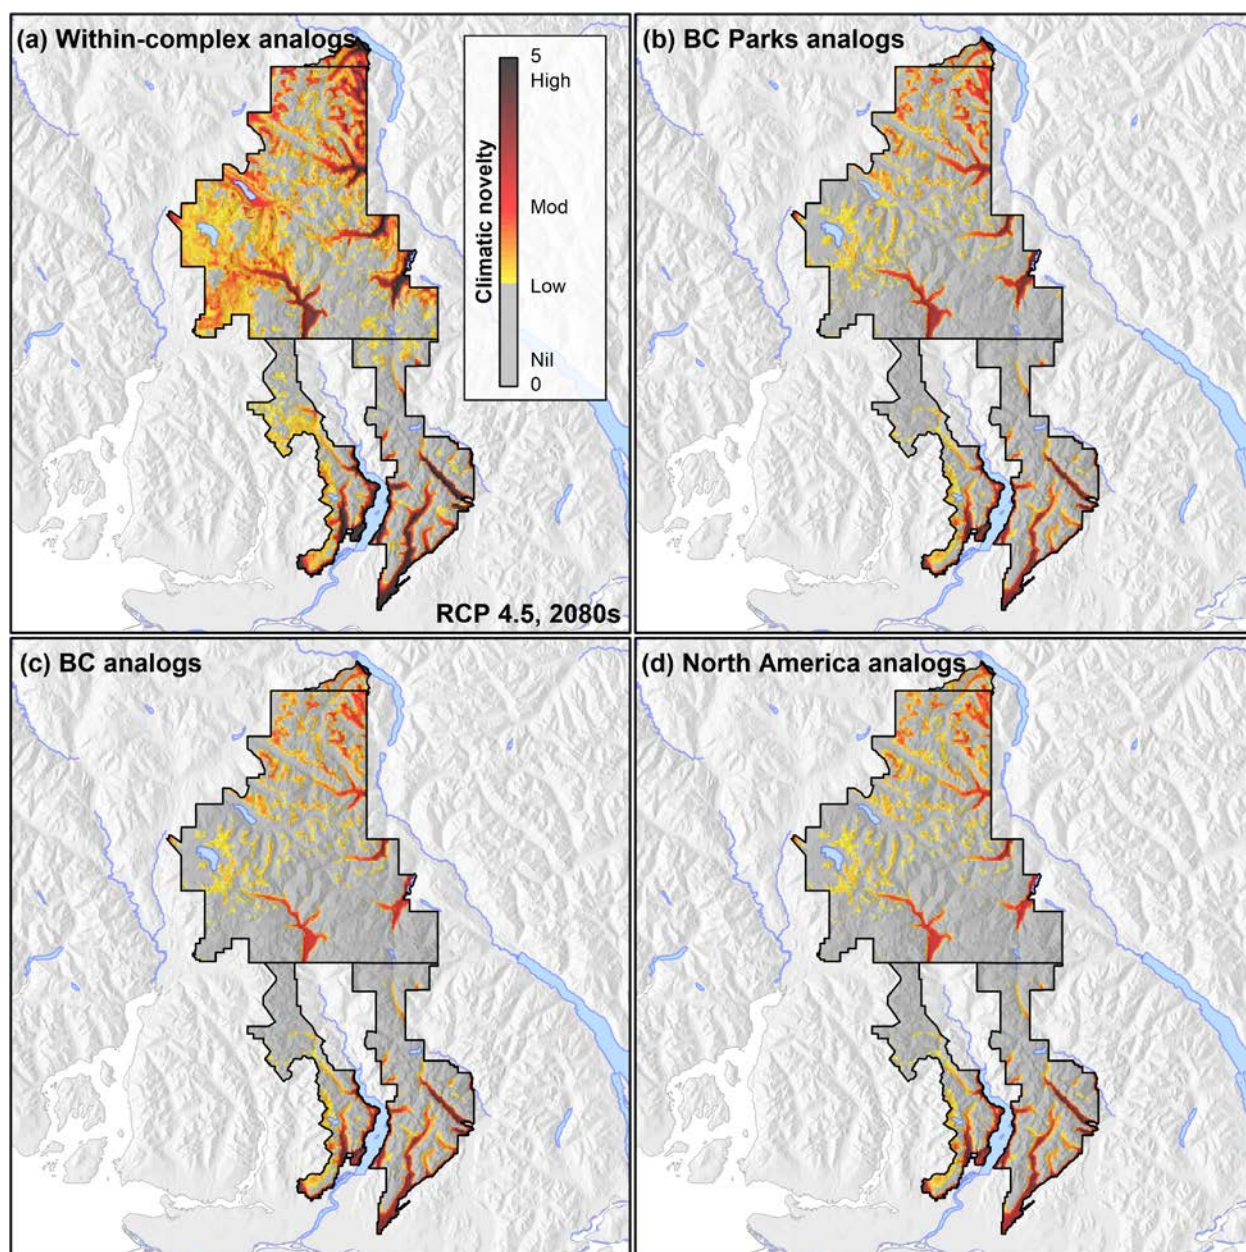 (a) Within-complex analogs
5
High
Climatic novelty
Mod
Low
Nil
0
RCP 4.5, 2080s
(b) BC Parks analogs
(c) BC analogs
(d) North America analogs